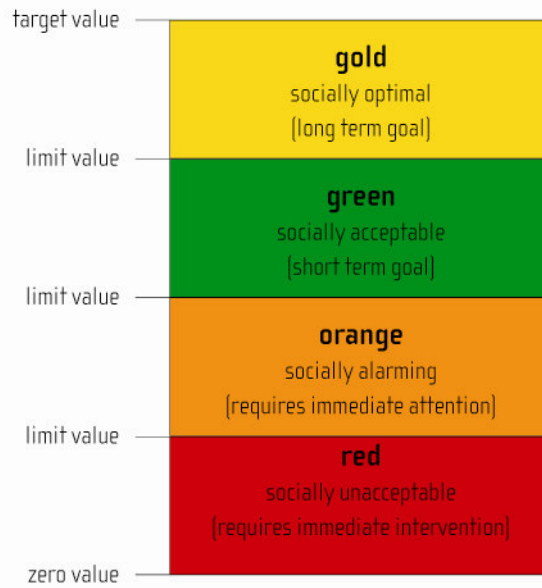 target value
gold
socially optimal
(long term goal)
limit value
green
socially acceptable
(short term goal)
limit value
orange
socially alarming
(requires immediate attention)
limit value
red
socially unacceptable
(requires immediate intervention)
zero value